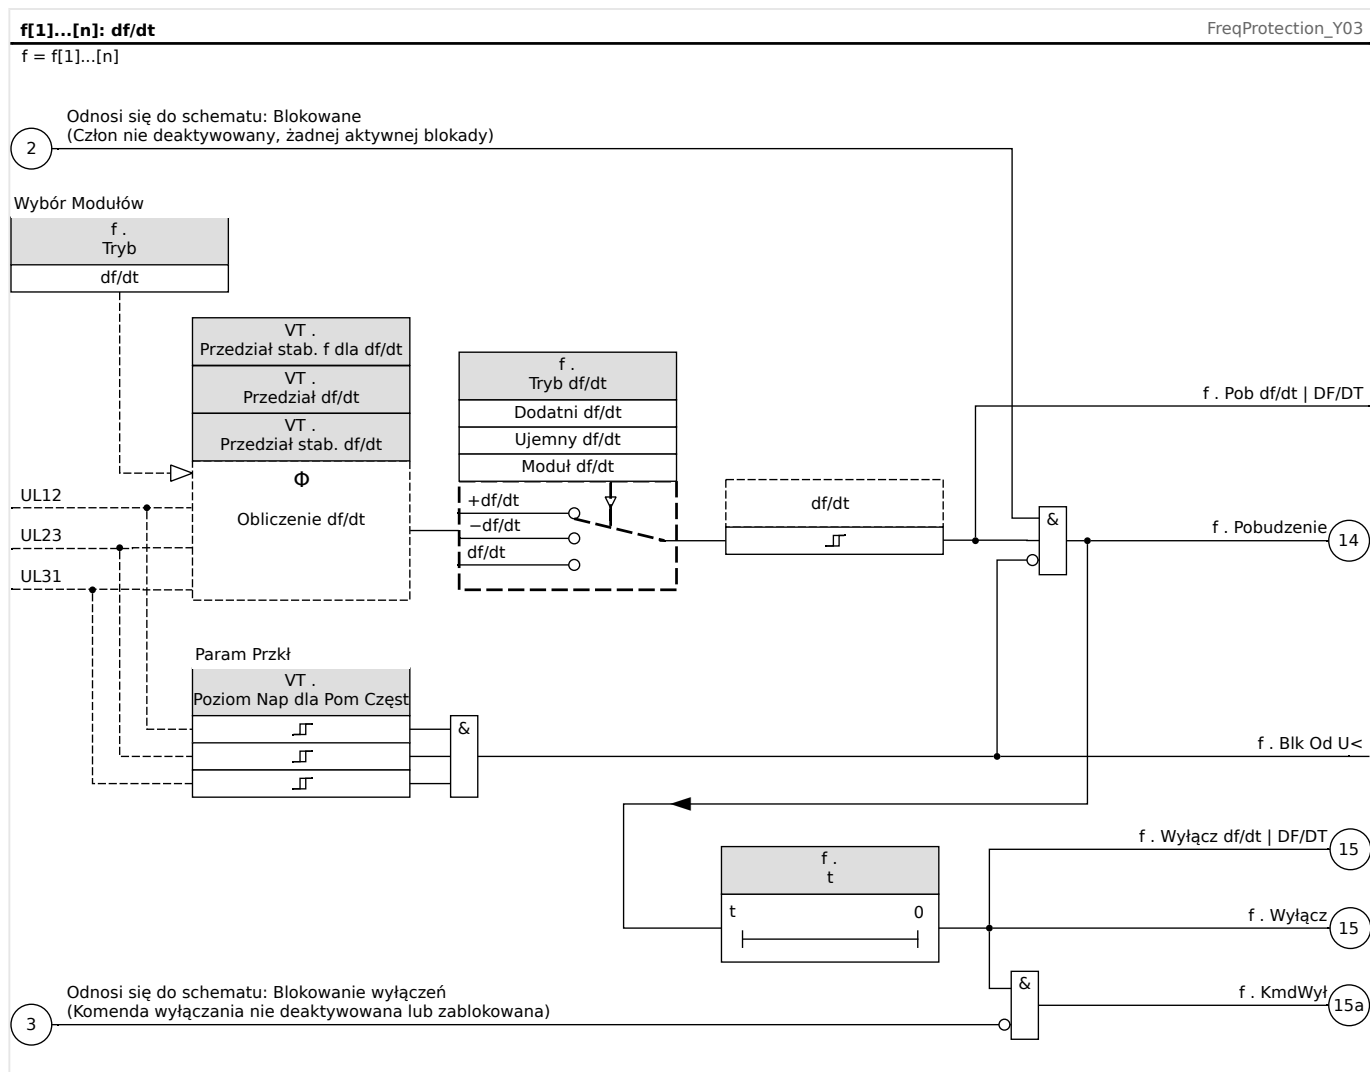 f[1]...[n]: df/dt
FreqProtection_Y03
f = f[1]...[n]
Odnosi się do schematu: Blokowane
(Człon nie deaktywowany, żadnej aktywnej blokady)
2
Wybór Modułów
f .
Tryb
df/dt
VT .
Przedział stab. f dla df/dt
VT .
Przedział df/dt
VT .
Przedział stab. df/dt
Φ
Obliczenie df/dt
UL12
UL23
UL31
f .
Tryb df/dt
Dodatni df/dt
Ujemny df/dt
Moduł df/dt
+df/dt
−df/dt
df/dt
df/dt
f . Pob df/dt | DF/DT
&
f . Pobudzenie
14
Param Przkł
VT .
Poziom Nap dla Pom Częst
&
f . Blk Od U<
f .
t
t
0
f . Wyłącz df/dt | DF/DT
15
f . Wyłącz
15
&
f . KmdWył
15a
Odnosi się do schematu: Blokowanie wyłączeń
(Komenda wyłączania nie deaktywowana lub zablokowana)
3